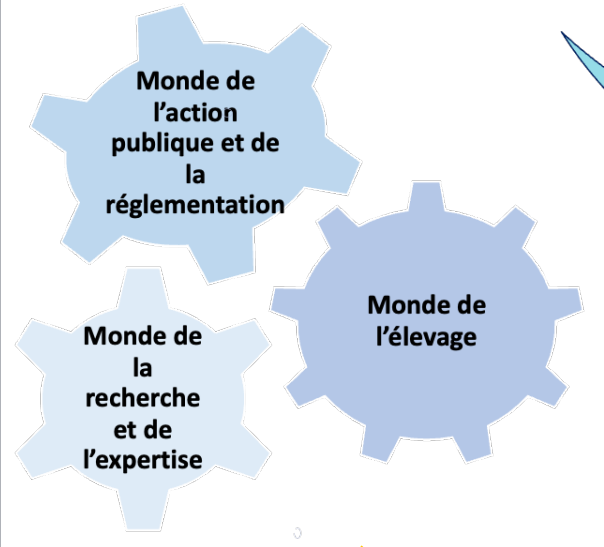 Monde de
l’action
publique et de
la
réglementation
Monde de
l’élevage
Monde de
la
recherche
et de
l’expertise